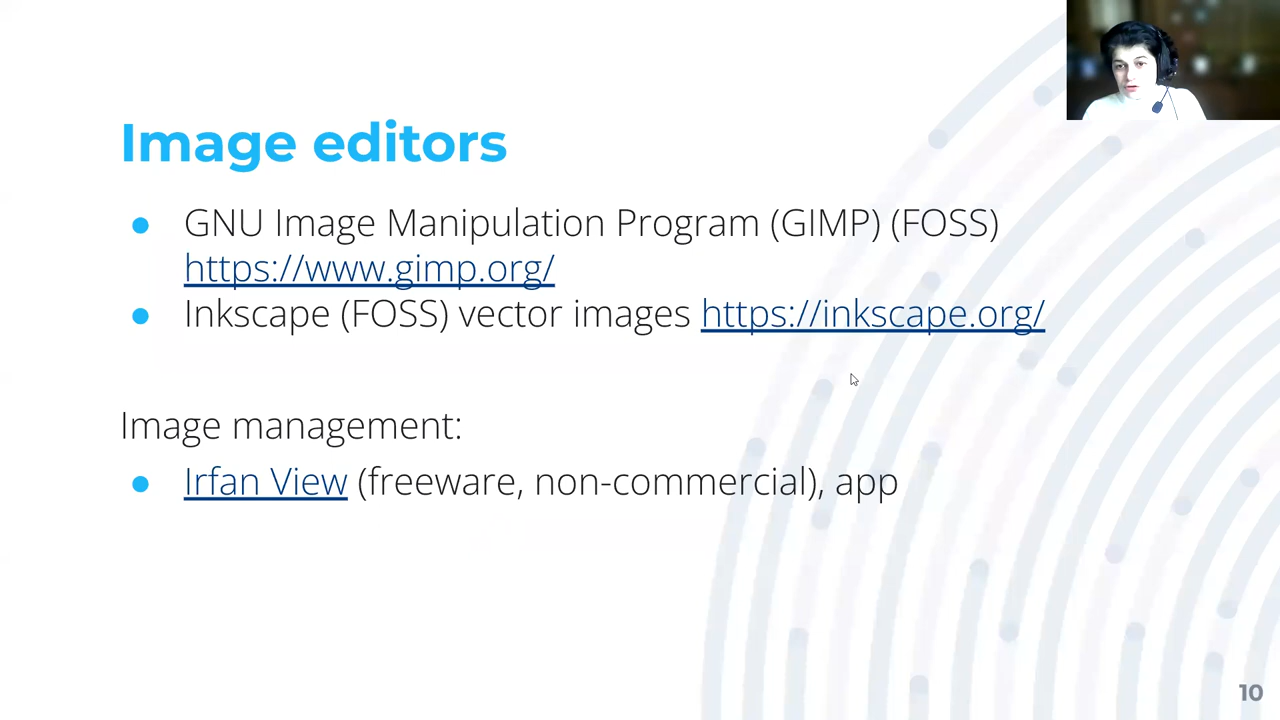 Image editors
● GNU Image Manipulation Program (GIMP) (FOSS)
https://www.gimp.org/
● Inkscape (FOSS) vector images https://inkscape.org/
Image management:
● Irfan View (freeware, non-commercial), app
10